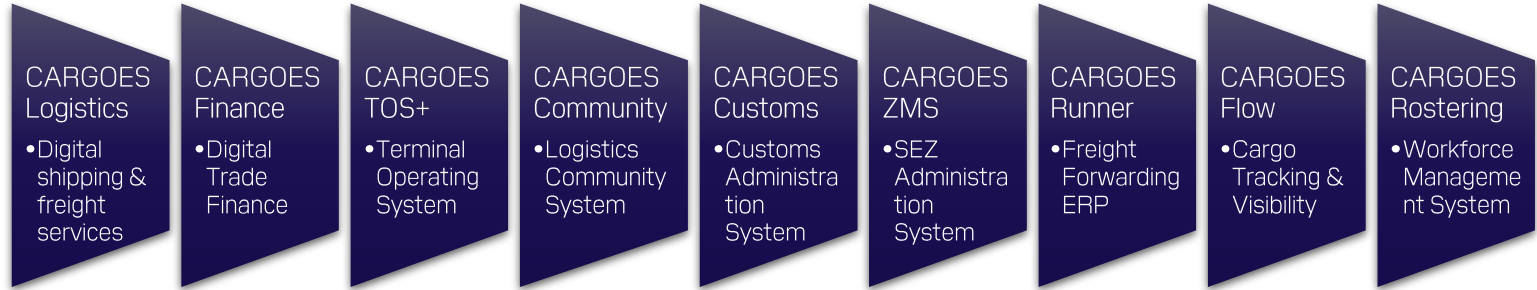 CARGOES
Logistics
•Digital
shipping &
freight
services
CARGOES
Finance
•Digital
Trade
Finance
CARGOES
TOS+
•Terminal
Operating
System
CARGOES
Community
•Logistics
Community
System
CARGOES
Customs
•Customs
Administra
tion
System
CARGOES
ZMS
•SEZ
Administra
tion
System
CARGOES
Runner
•Freight
Forwarding
ERP
CARGOES
Flow
•Cargo
Tracking &
Visibility
CARGOES
Rostering
•Workforce
Manageme
nt System